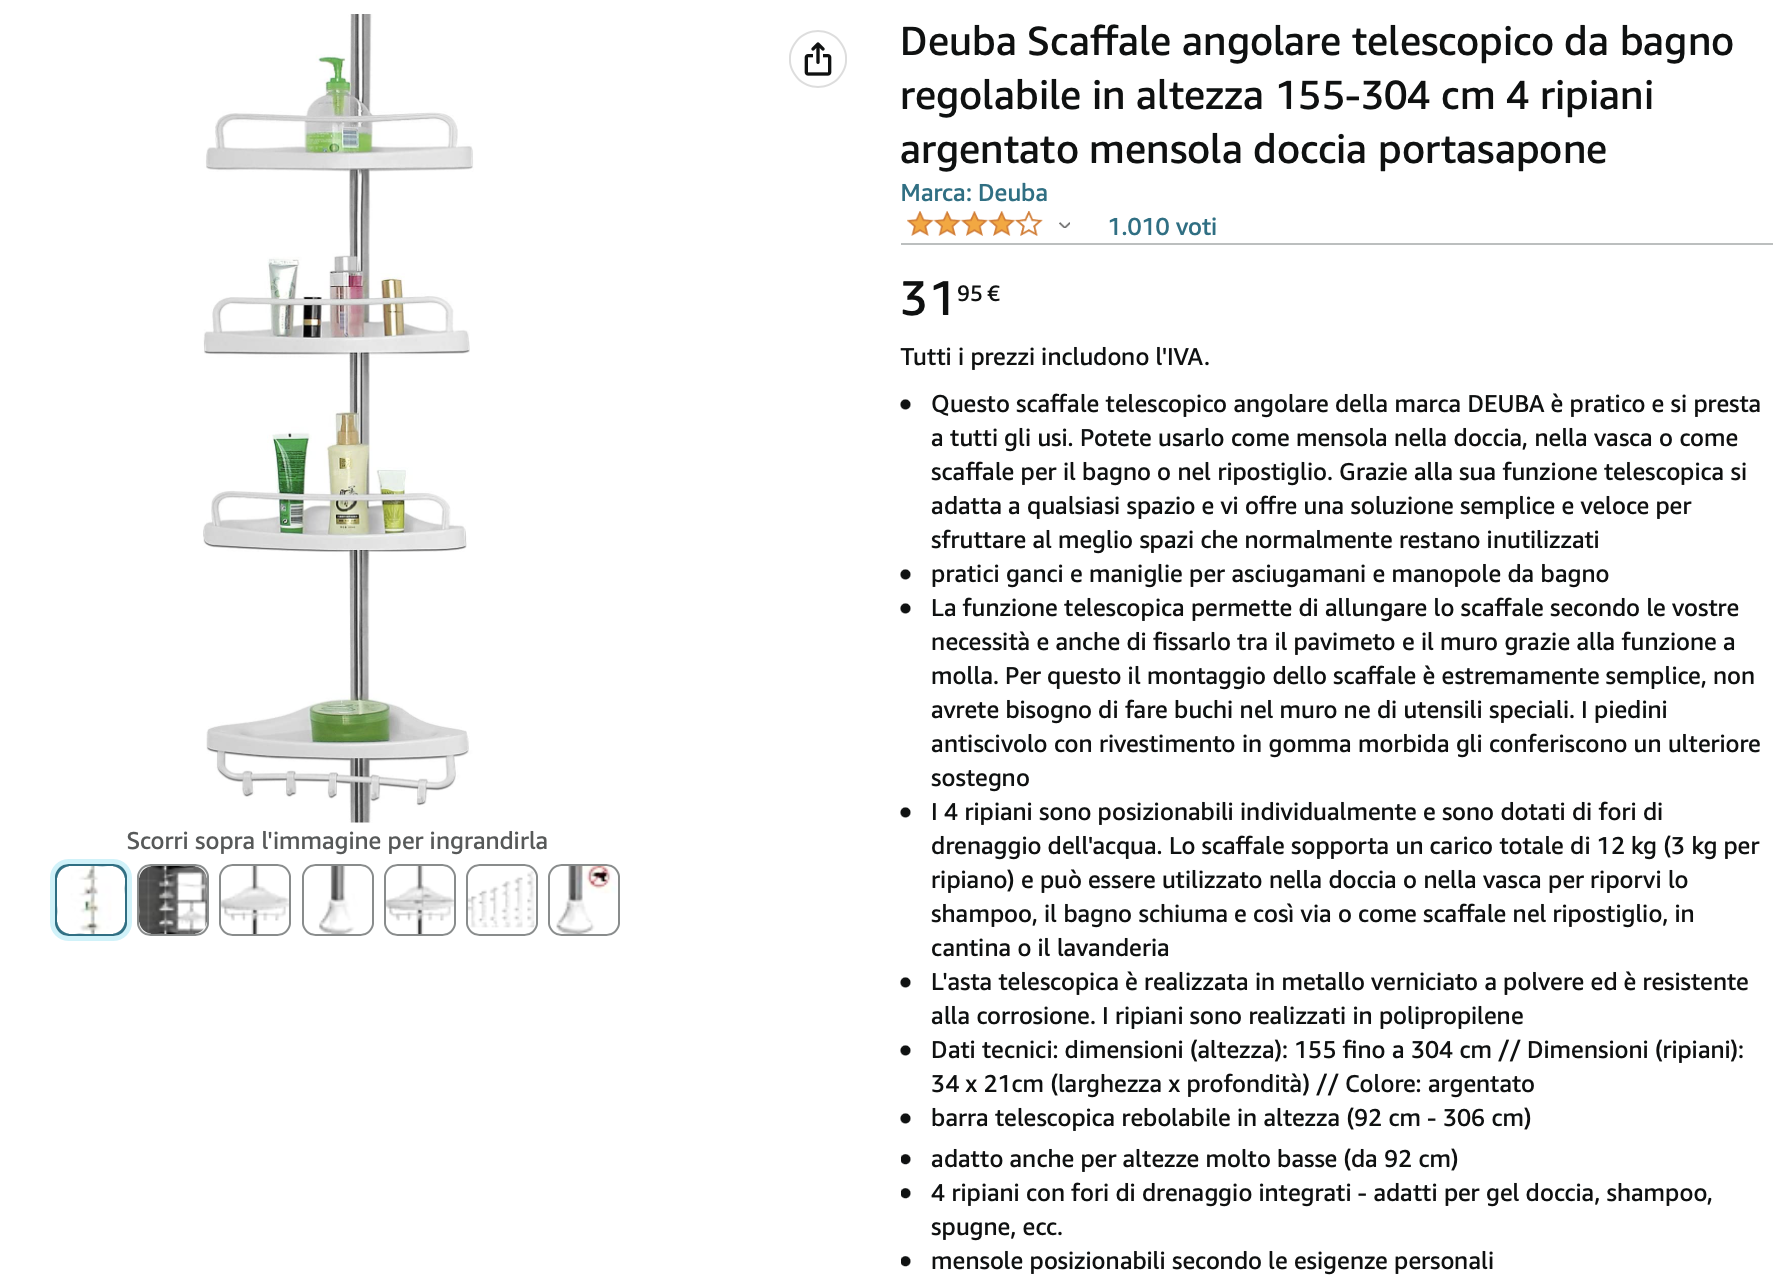 Deuba Scaffale angolare telescopico da bagno
regolabile in altezza 155-304 cm 4 ripiani
argentato mensola doccia portasapone
Marca: Deuba
1.010 voti
31 95 €
Tutti i prezzi includono l'IVA.
• Questo scaffale telescopico angolare della marca DEUBA è pratico e si presta
a tutti gli usi. Potete usarlo come mensola nella doccia, nella vasca o come
scaffale per il bagno o nel ripostiglio. Grazie alla sua funzione telescopica si
adatta a qualsiasi spazio e vi offre una soluzione semplice e veloce per
sfruttare al meglio spazi che normalmente restano inutilizzati
• pratici ganci e maniglie per asciugamani e manopole da bagno
• La funzione telescopica permette di allungare lo scaffale secondo le vostre
necessità e anche di fissarlo tra il pavimeto e il muro grazie alla funzione a
molla. Per questo il montaggio dello scaffale è estremamente semplice, non
avrete bisogno di fare buchi nel muro ne di utensili speciali. I piedini
antiscivolo con rivestimento in gomma morbida gli conferiscono un ulteriore
sostegno
• I 4 ripiani sono posizionabili individualmente e sono dotati di fori di
drenaggio dell'acqua. Lo scaffale sopporta un carico totale di 12 kg (3 kg per
ripiano) e può essere utilizzato nella doccia o nella vasca per riporvi lo
shampoo, il bagno schiuma e così via o come scaffale nel ripostiglio, in
cantina o il lavanderia
• L'asta telescopica è realizzata in metallo verniciato a polvere ed è resistente
alla corrosione. I ripiani sono realizzati in polipropilene
• Dati tecnici: dimensioni (altezza): 155 fino a 304 cm // Dimensioni (ripiani):
34 x 21cm (larghezza x profondità) // Colore: argentato
• barra telescopica rebolabile in altezza (92 cm - 306 cm)
• adatto anche per altezze molto basse (da 92 cm)
• 4 ripiani con fori di drenaggio integrati - adatti per gel doccia, shampoo,
spugne, ecc.
• mensole posizionabili secondo le esigenze personali
Scorri sopra l'immagine per ingrandirla